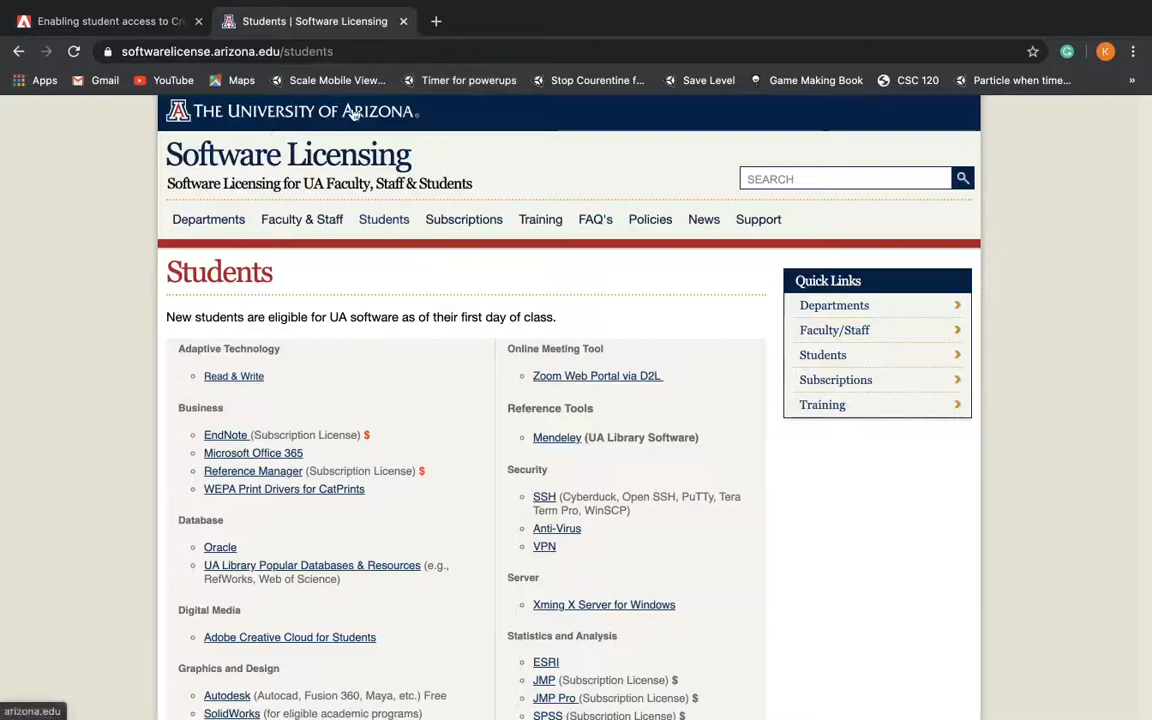 Enabling student access to Cr
Students | Software Licensing
softwarelicense.arizona.edu/students
K
Apps
Gmail
YouTube
Maps
Scale Mobile View...
Timer for powerups
Stop Courentine f...
Save Level
Game Making Book
CSC 120
Particle when time...
»
A THE UNIVERSITY OF ARIZONA
Software Licensing
Software Licensing for UA Faculty, Staff & Students
SEARCH
Departments Faculty & Staff Students Subscriptions Training FAQ's Policies News Support
Students
New students are eligible for UA software as of their first day of class.
Adaptive Technology
Read & Write
Business
EndNote (Subscription License) $
Microsoft Office 365
Reference Manager (Subscription License) $
WEPA Print Drivers for CatPrints
Database
Oracle
UA Library Popular Databases & Resources (e.g.,
RefWorks, Web of Science)
Digital Media
Adobe Creative Cloud for Students
Graphics and Design
Autodesk (Autocad, Fusion 360, Maya, etc.) Free
SolidWorks (for eligible academic programs)
Online Meeting Tool
Zoom Web Portal via D2L
Reference Tools
Mendeley (UA Library Software)
Security
SSH (Cyberduck, Open SSH, PuTTy, Tera
Term Pro, WinSCP)
Anti-Virus
VPN
Server
Xming X Server for Windows
Statistics and Analysis
ESRI
JMP (Subscription License) $
JMP Pro (Subscription License) $
SPSS (Subscription License) $
Quick Links
Departments
Faculty/Staff
Students
Subscriptions
Training
arizona.edu